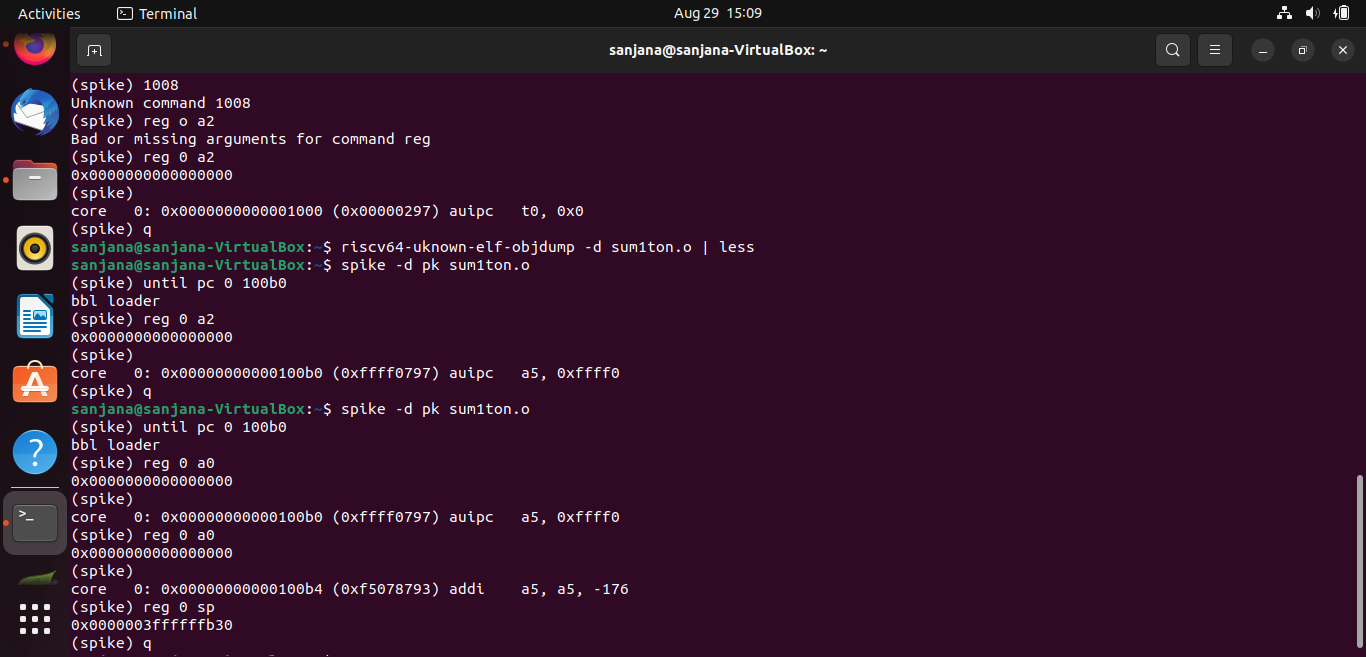 Activities Terminal Aug 29 15:09
sanjana@sanjana-VirtualBox: ~
(spike) 1008
Unknown command 1008
(spike) reg o a2
Bad or missing arguments for command reg
(spike) reg 0 a2
0x0000000000000000
(spike)
core   0: 0x0000000000001000 (0x00000297) auipc   t0, 0x0
(spike) q
sanjana@sanjana-VirtualBox:~$ riscv64-uknown-elf-objdump -d sum1ton.o | less
sanjana@sanjana-VirtualBox:~$ spike -d pk sum1ton.o
(spike) until pc 0 100b0
bbl loader
(spike) reg 0 a2
0x0000000000000000
(spike)
core   0: 0x00000000000100b0 (0xffff0797) auipc   a5, 0xffff0
(spike) q
sanjana@sanjana-VirtualBox:~$ spike -d pk sum1ton.o
(spike) until pc 0 100b0
bbl loader
(spike) reg 0 a0
0x0000000000000000
(spike)
core   0: 0x00000000000100b0 (0xffff0797) auipc   a5, 0xffff0
(spike) reg 0 a0
0x0000000000000000
(spike)
core   0: 0x00000000000100b4 (0xf5078793) addi    a5, a5, -176
(spike) reg 0 sp
0x0000003ffffffb30
(spike) q